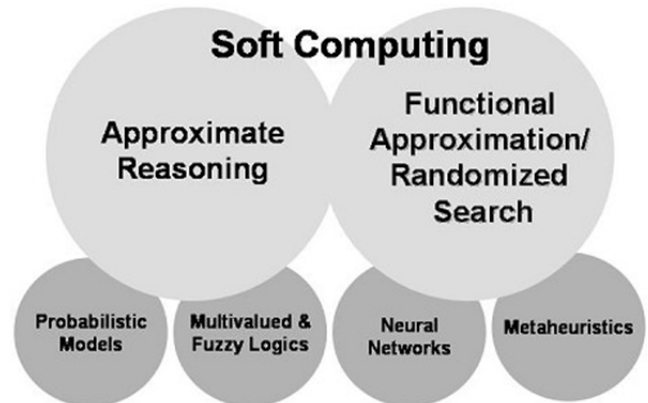 Soft Computing
Approximate
Reasoning
Functional
Approximation/
Randomized
Search
Probabilistic
Models
Multivalued &
Fuzzy Logics
Neural
Networks
Metaheuristics